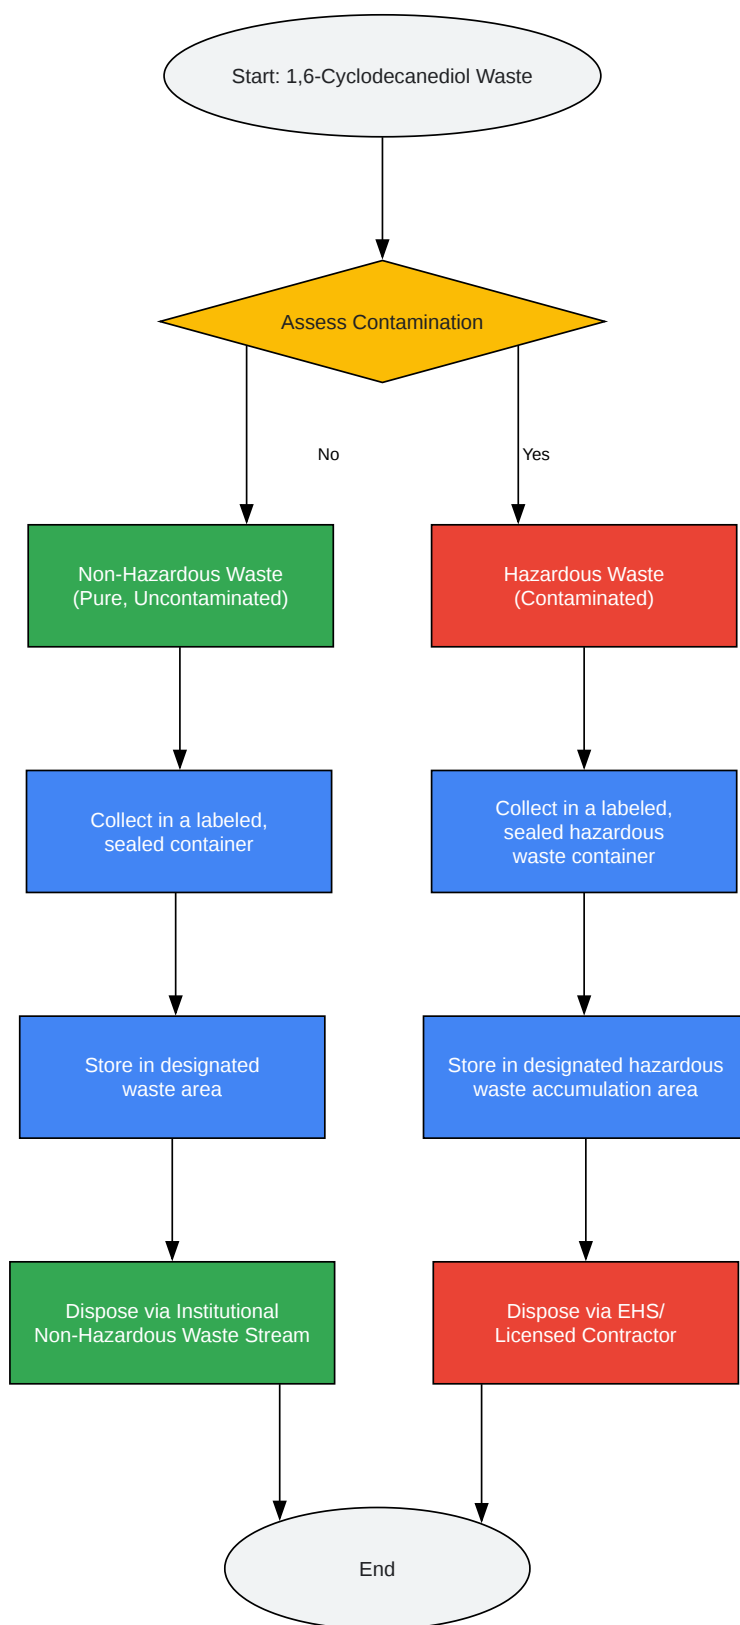 Start: 1,6-Cyclodecanediol Waste
Assess Contamination
No
Yes
Non-Hazardous Waste
(Pure, Uncontaminated)
Hazardous Waste
(Contaminated)
Collect in a labeled,
sealed container
Collect in a labeled,
sealed hazardous
waste container
Store in designated
waste area
Store in designated hazardous
waste accumulation area
Dispose via Institutional
Non-Hazardous Waste Stream
Dispose via EHS/
Licensed Contractor
End